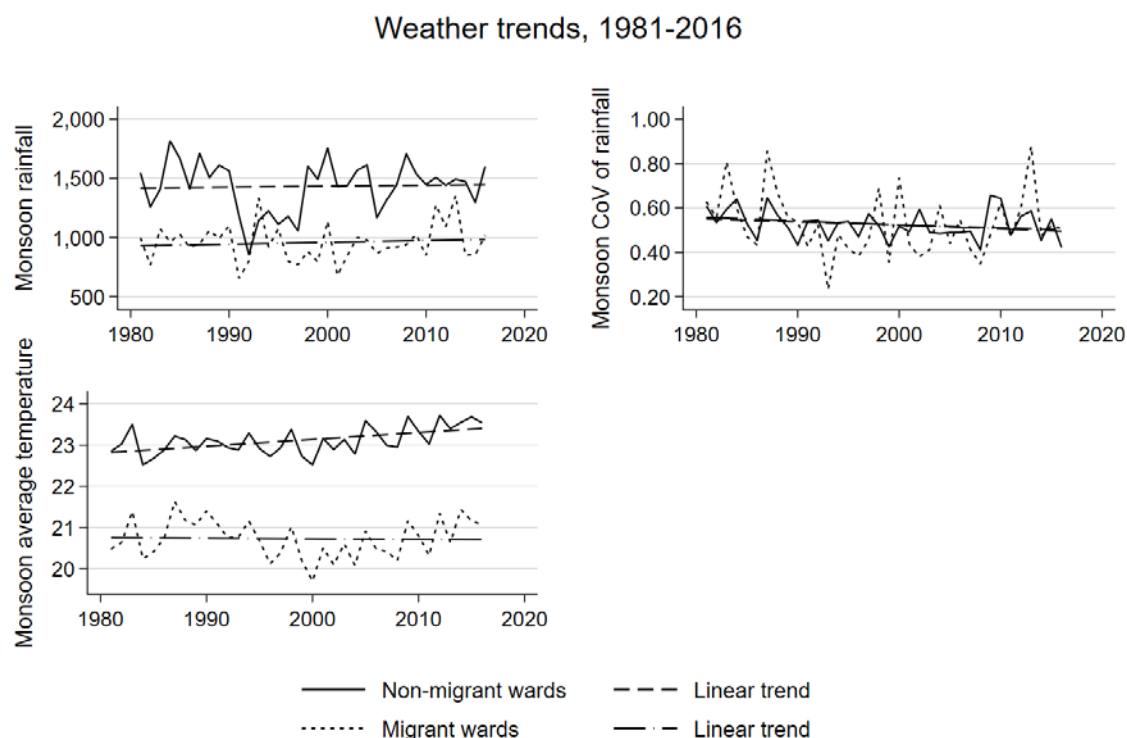 Weather trends, 1981-2016
Monsoon rainfall
2,000
1,500
1,000
500
1980 1990 2000 2010 2020
Monsoon CoV of rainfall
1.00
0.80
0.60
0.40
0.20
1980 1990 2000 2010 2020
Monsoon average temperature
24
23
22
21
20
1980 1990 2000 2010 2020
Non-migrant wards Linear trend
Migrant wards Linear trend